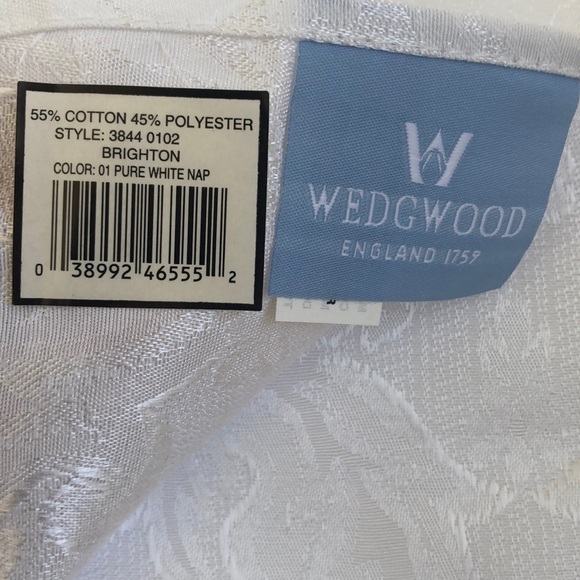 55% COTTON 45% POLYESTER
STYLE: 3844 0102
BRIGHTON
COLOR: 01 PURE WHITE NAP
0 38992 46555 2
W
WEDGWOOD
ENGLAND 1759